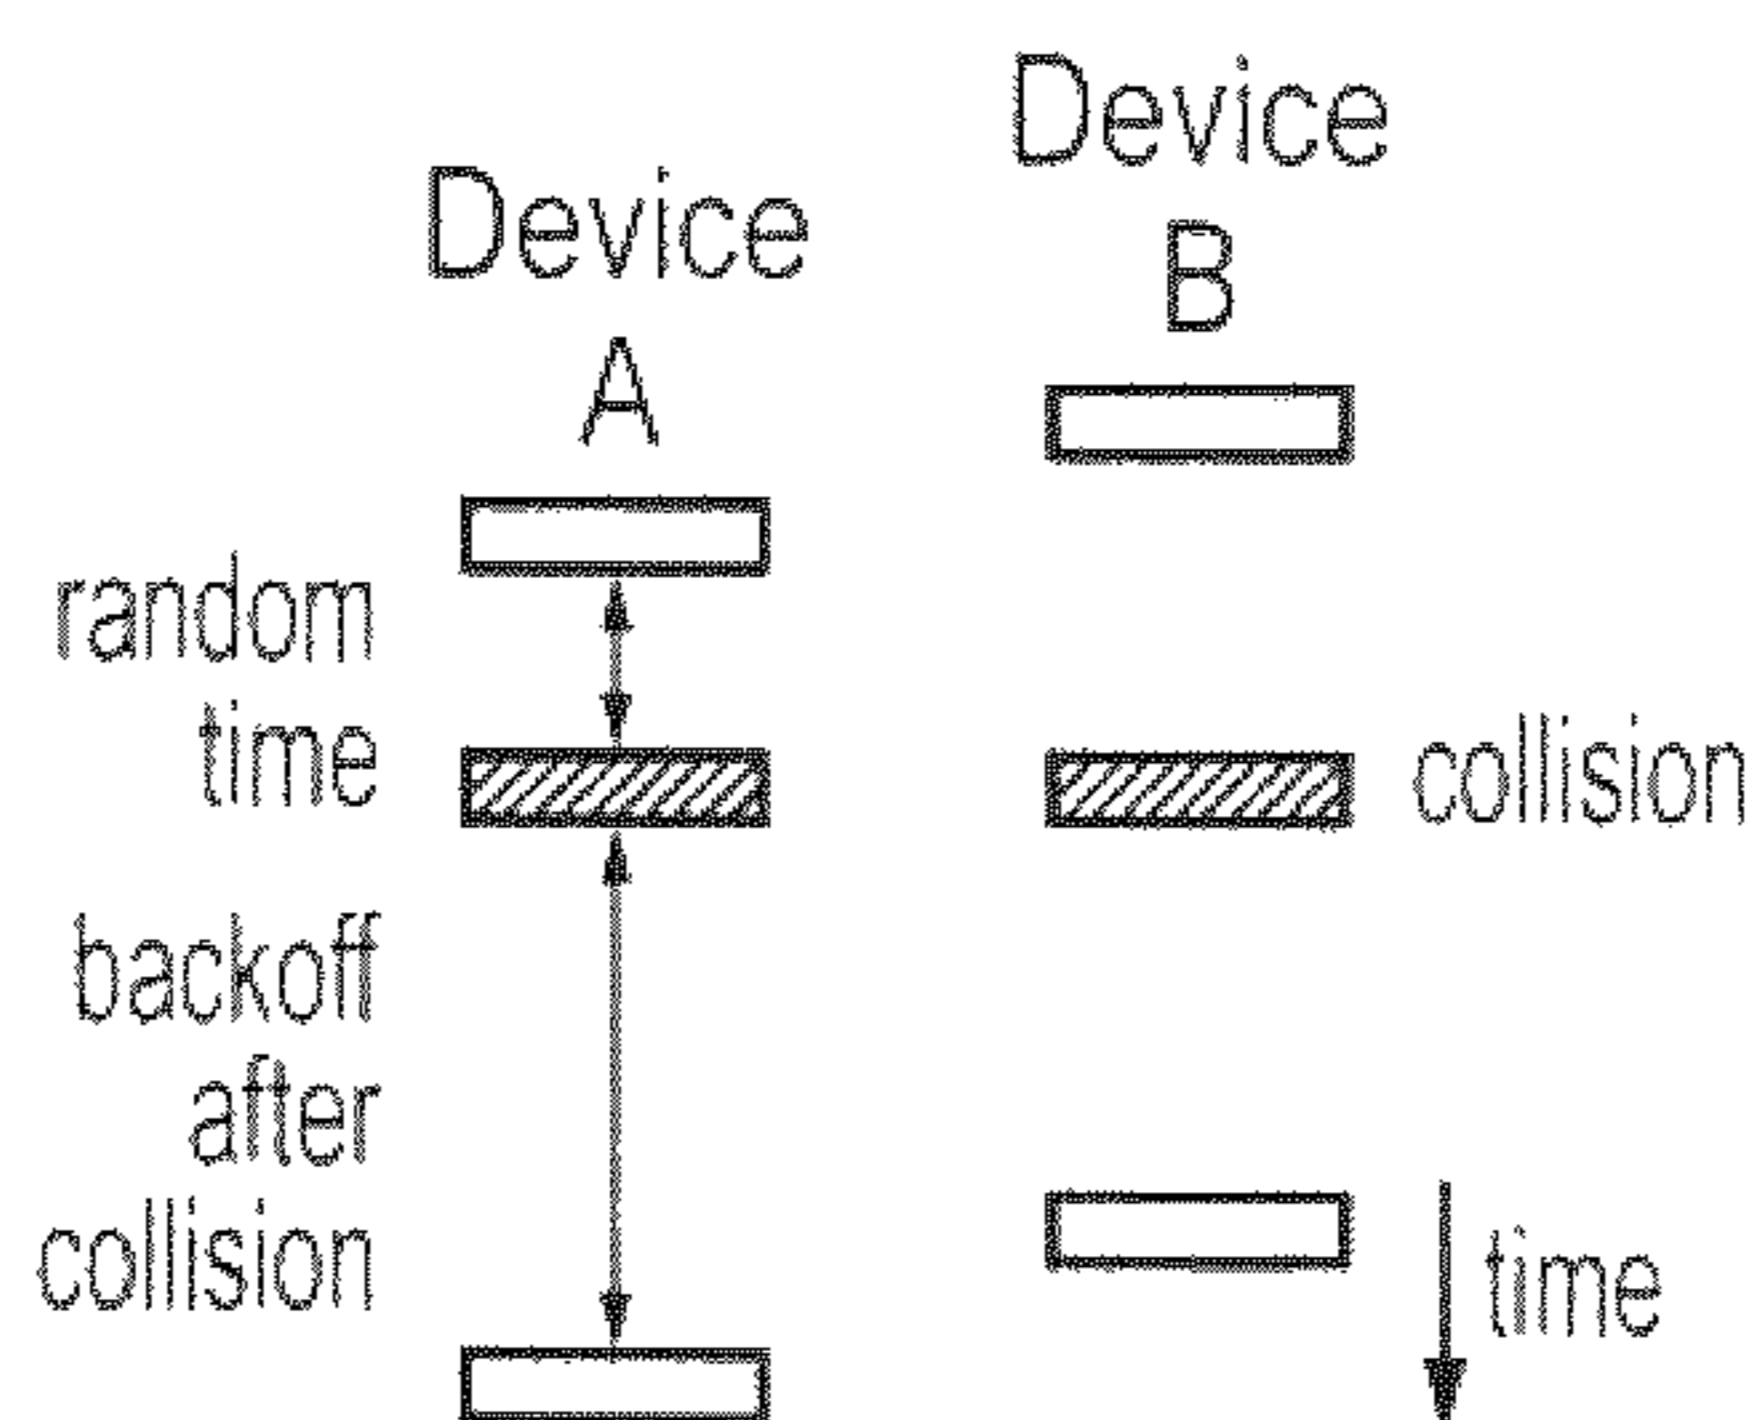 Device
B
Device
A
random
time
collision
backoff
after
collision
time